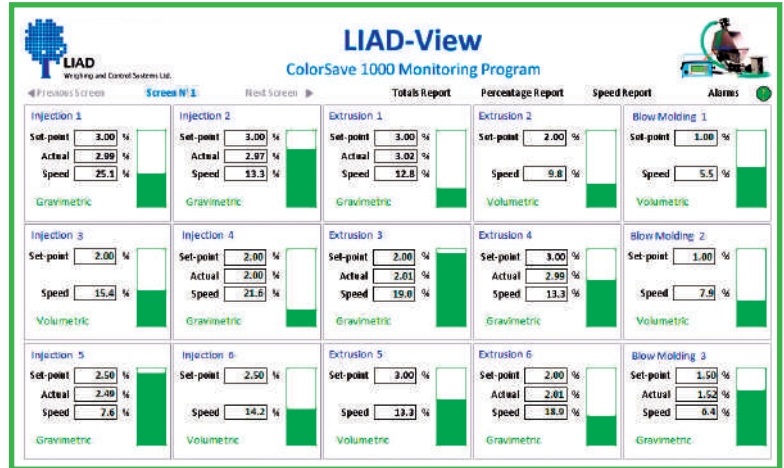 LIAD
Weighing and Control Systems Ltd.
LIAD-View
ColorSave 1000 Monitoring Program
◀Previous Screen Screen Nº 1 Next Screen ▶ Totals Report Percentage Report Speed Report Alarms
Injection 1 Injection 2 Extrusion 1 Extrusion 2 Blow Molding 1
Set-point 3.00 % Set-point 3.00 % Set-point 3.00 % Set-point 2.00 % Set-point 1.00 %
Actual 2.99 % Actual 2.97 % Actual 3.02 %
Speed 25.1 % Speed 13.3 % Speed 12.8 % Speed 9.8 % Speed 5.5 %
Gravimetric Gravimetric Gravimetric Volumetric Volumetric
Injection 3 Injection 4 Extrusion 3 Extrusion 4 Blow Molding 2
Set-point 2.00 % Set-point 2.00 % Set-point 2.00 % Set-point 3.00 % Set-point 1.00 %
Actual 2.00 % Actual 2.01 % Actual 2.99 %
Speed 15.4 % Speed 21.6 % Speed 19.0 % Speed 13.3 % Speed 7.9 %
Volumetric Gravimetric Gravimetric Gravimetric Volumetric
Injection 5 Injection 6 Extrusion 5 Extrusion 6 Blow Molding 3
Set-point 2.50 % Set-point 2.50 % Set-point 3.00 % Set-point 2.00 % Set-point 1.50 %
Actual 2.49 % Actual 2.01 % Actual 1.52 %
Speed 7.6 % Speed 14.2 % Speed 13.3 % Speed 18.9 % Speed 6.4 %
Gravimetric Volumetric Volumetric Gravimetric Gravimetric